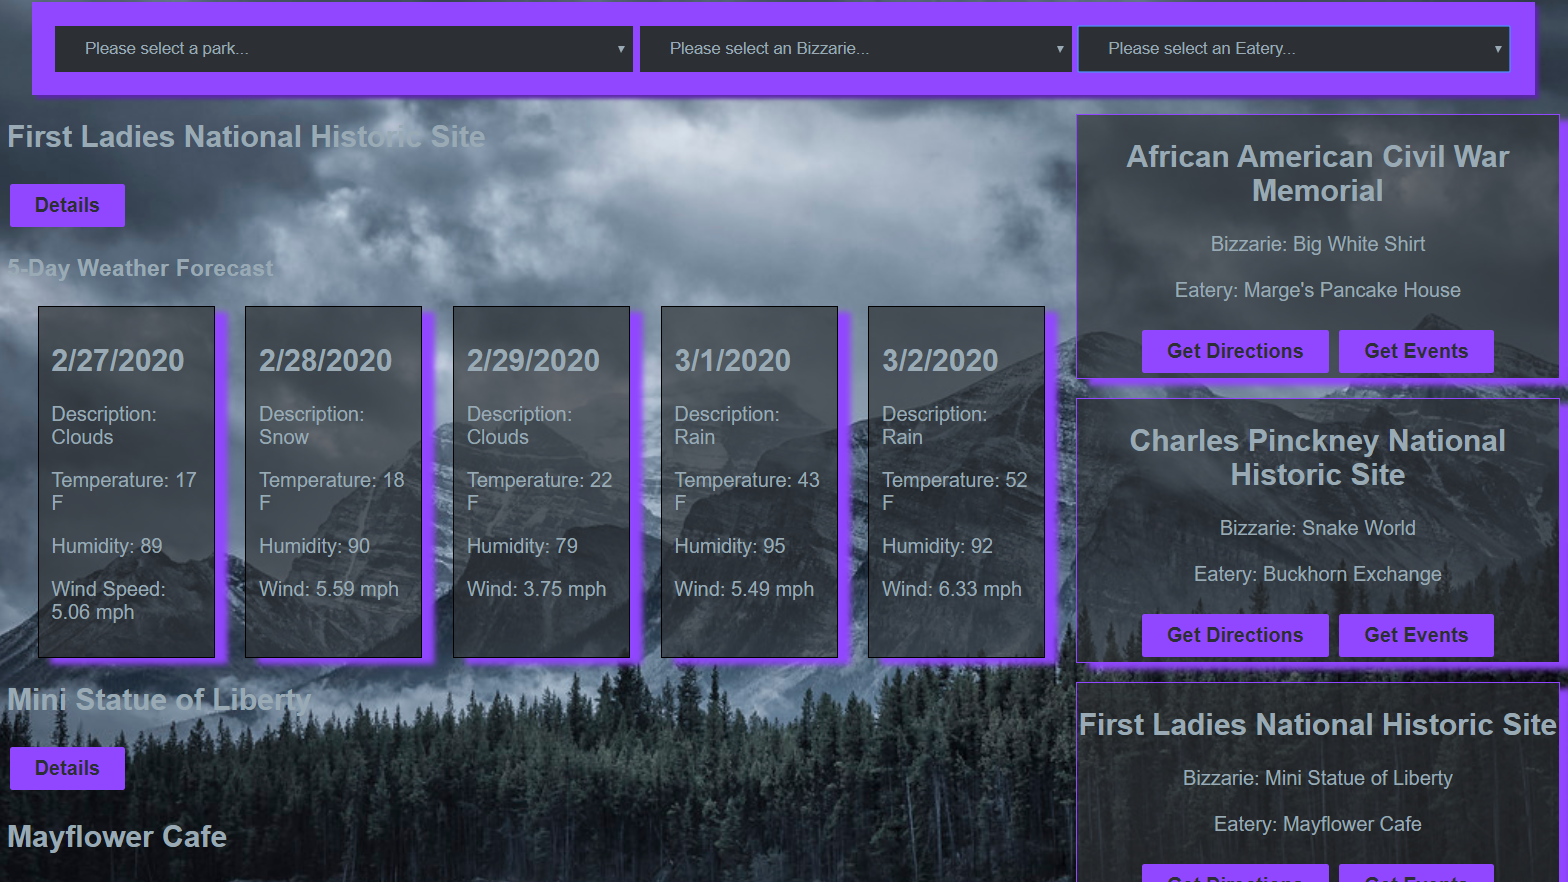 Please select a park...
Please select an Bizzarie...
Please select an Eatery...
First Ladies National Historic Site
Details
5-Day Weather Forecast
2/27/2020
Description:
Clouds
Temperature: 17
F
Humidity: 89
Wind Speed:
5.06 mph
2/28/2020
Description:
Snow
Temperature: 18
F
Humidity: 90
Wind: 5.59 mph
2/29/2020
Description:
Clouds
Temperature: 22
F
Humidity: 79
Wind: 3.75 mph
3/1/2020
Description:
Rain
Temperature: 43
F
Humidity: 95
Wind: 5.49 mph
3/2/2020
Description:
Rain
Temperature: 52
F
Humidity: 92
Wind: 6.33 mph
Mini Statue of Liberty
Details
Mayflower Cafe
African American Civil War
Memorial
Bizzarie: Big White Shirt
Eatery: Marge's Pancake House
Get Directions
Get Events
Charles Pinckney National
Historic Site
Bizzarie: Snake World
Eatery: Buckhorn Exchange
Get Directions
Get Events
First Ladies National Historic Site
Bizzarie: Mini Statue of Liberty
Eatery: Mayflower Cafe
Get Directions
Get Events